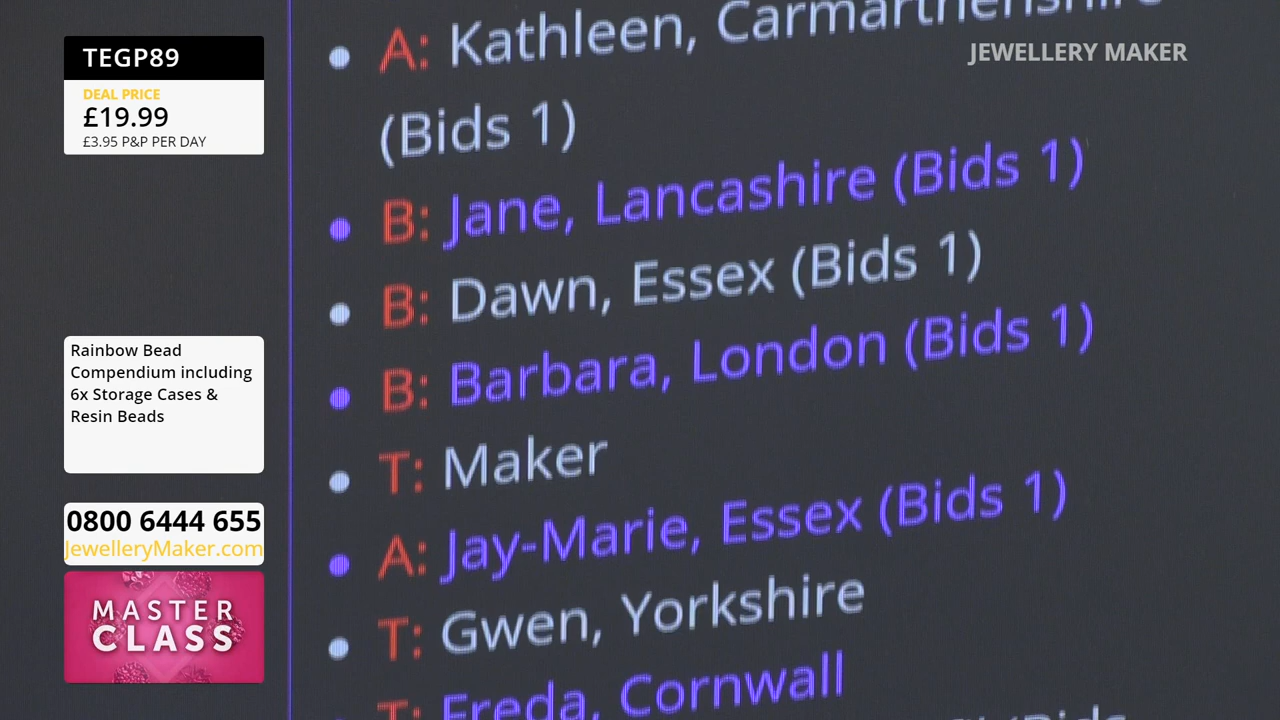 TEGP89
DEAL PRICE
£19.99
£3.95 P&P PER DAY
Rainbow Bead
Compendium including
6x Storage Cases &
Resin Beads
0800 6444 655
JewelleryMaker.com
MASTER
CLASS
JEWELLERY MAKER
A: Kathleen, Carmarthenshire
(Bids 1)
B: Jane, Lancashire (Bids 1)
B: Dawn, Essex (Bids 1)
B: Barbara, London (Bids 1)
T: Maker
A: Jay-Marie, Essex (Bids 1)
T: Gwen, Yorkshire
T: Freda, Cornwall
(Bids